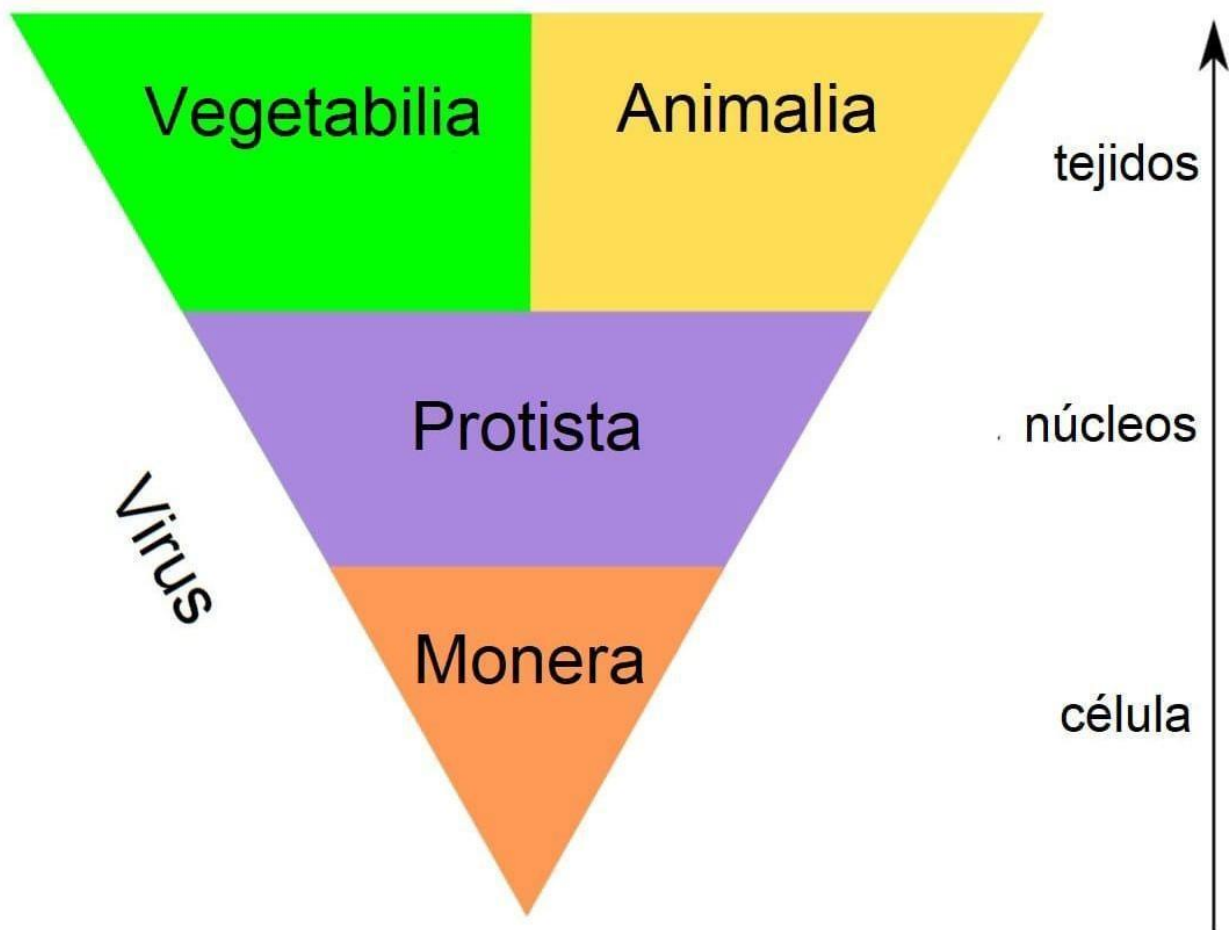 Vegetabilia
Animalia
tejidos
Protista
núcleos
Virus
Monera
célula